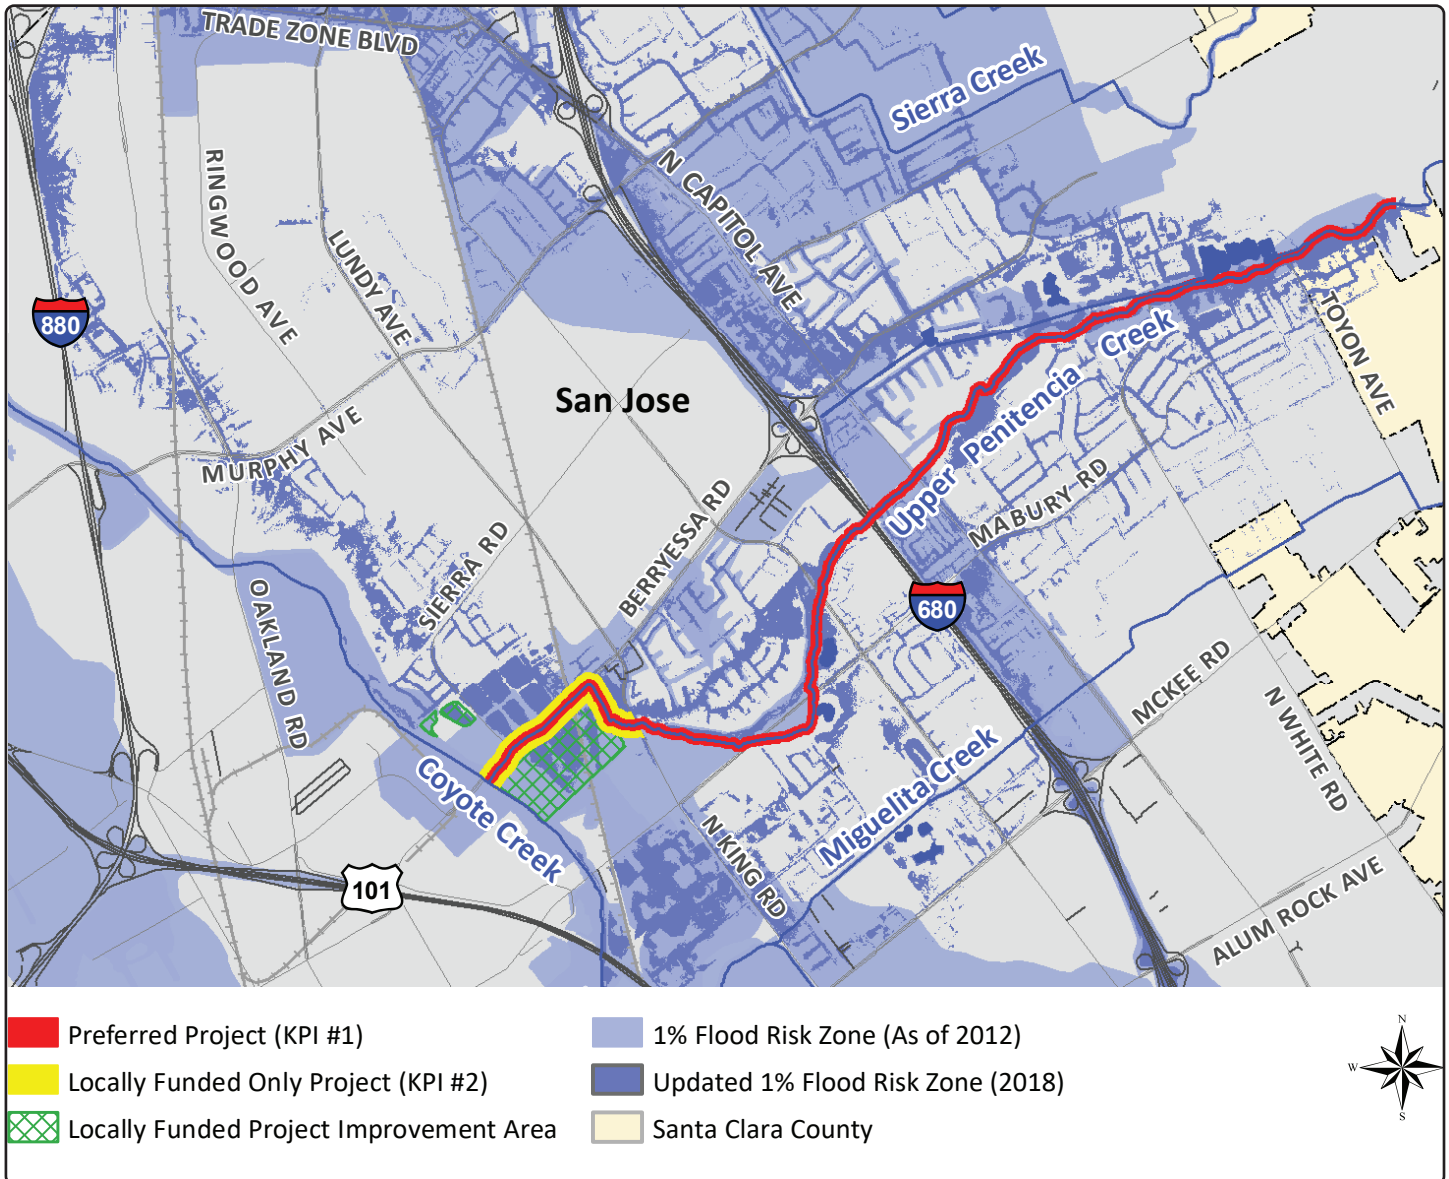 TRADE ZONE BLVD
Sierra Creek
N CAPITOL AVE
RINGWOOD AVE
LUNDY AVE
880
TOYON AVE
San Jose
Upper Penitencia Creek
MURPHY AVE
MABURY RD
BERRYESSA RD
SIERRA RD
OAKLAND RD
680
MCKEE RD
N WHITE RD
Coyote Creek
Miguelita Creek
N KING RD
101
ALUM ROCK AVE
Preferred Project (KPI #1)
Locally Funded Only Project (KPI #2)
Locally Funded Project Improvement Area
1% Flood Risk Zone (As of 2012)
Updated 1% Flood Risk Zone (2018)
Santa Clara County
N
W
S